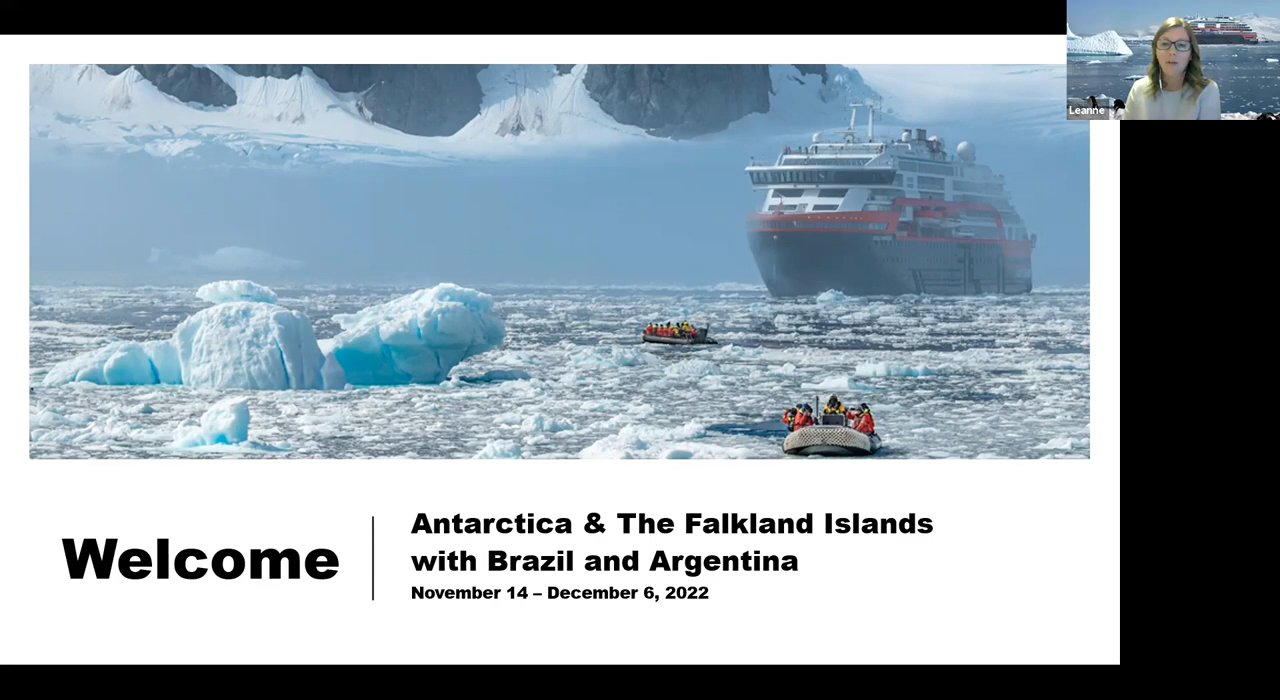 Leanne
Welcome
Antarctica & The Falkland Islands
with Brazil and Argentina
November 14 – December 6, 2022